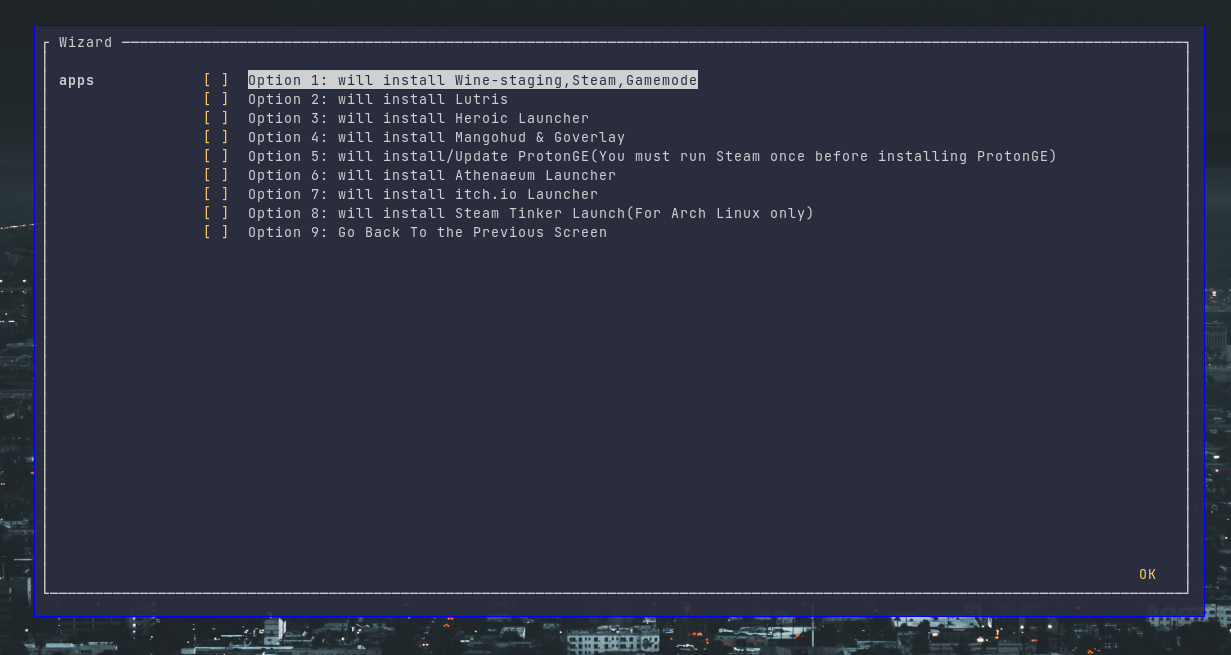 Wizard
apps [ ] Option 1: will install Wine-staging,Steam,Gamemode
[ ] Option 2: will install Lutris
[ ] Option 3: will install Heroic Launcher
[ ] Option 4: will install Mangohud & Goverlay
[ ] Option 5: will install/Update ProtonGE(You must run Steam once before installing ProtonGE)
[ ] Option 6: will install Athenaeum Launcher
[ ] Option 7: will install itch.io Launcher
[ ] Option 8: will install Steam Tinker Launch(For Arch Linux only)
[ ] Option 9: Go Back To the Previous Screen
OK